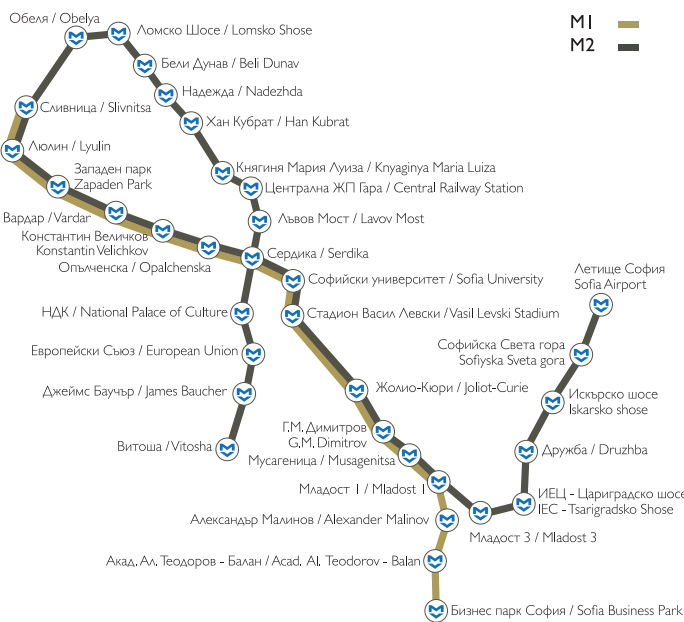 Обеля / Obelya
M1
M2
Ломско Шосе / Lomsko Shose
Бели Дунав / Beli Dunav
Надежда / Nadezhda
Сливница / Slivnitsa
Хан Кубрат / Han Kubrat
Люлин / Lyulin
Западен парк
Zapaden Park
Княгиня Мария Луиза / Knyaginya Maria Luiza
Централна ЖП Гара / Central Railway Station
Вардар / Vardar
Львов Мост / Lavov Most
Константин Величков
Konstantin Velichkov
Опълченска / Opalchenska
Сердика / Serdika
Софийски университет / Sofia University
Летище София
Sofia Airport
НДК / National Palace of Culture
Стадион Васил Левски / Vasil Levski Stadium
Европейски Съюз / European Union
Софийска Света гора
Sofiyska Sveta gora
Джеймс Баучър / James Baucher
Жолио-Кюри / Joliot-Curie
Искърско шосе
Iskarsko shose
Г.М. Димитров
G.M. Dimitrov
Витоша / Vitosha
Мусагеница / Musagenitsa
Дружба / Druzhba
Младост 1 / Mladost 1
ИЕЦ - Цариградско шосе
IEC - Tsarigradsko Shose
Александър Малинов / Alexander Malinov
Младост 3 / Mladost 3
Акад. Ал. Теодоров - Балан / Acad. Al. Teodorov - Balan
Бизнес парк София / Sofia Business Park